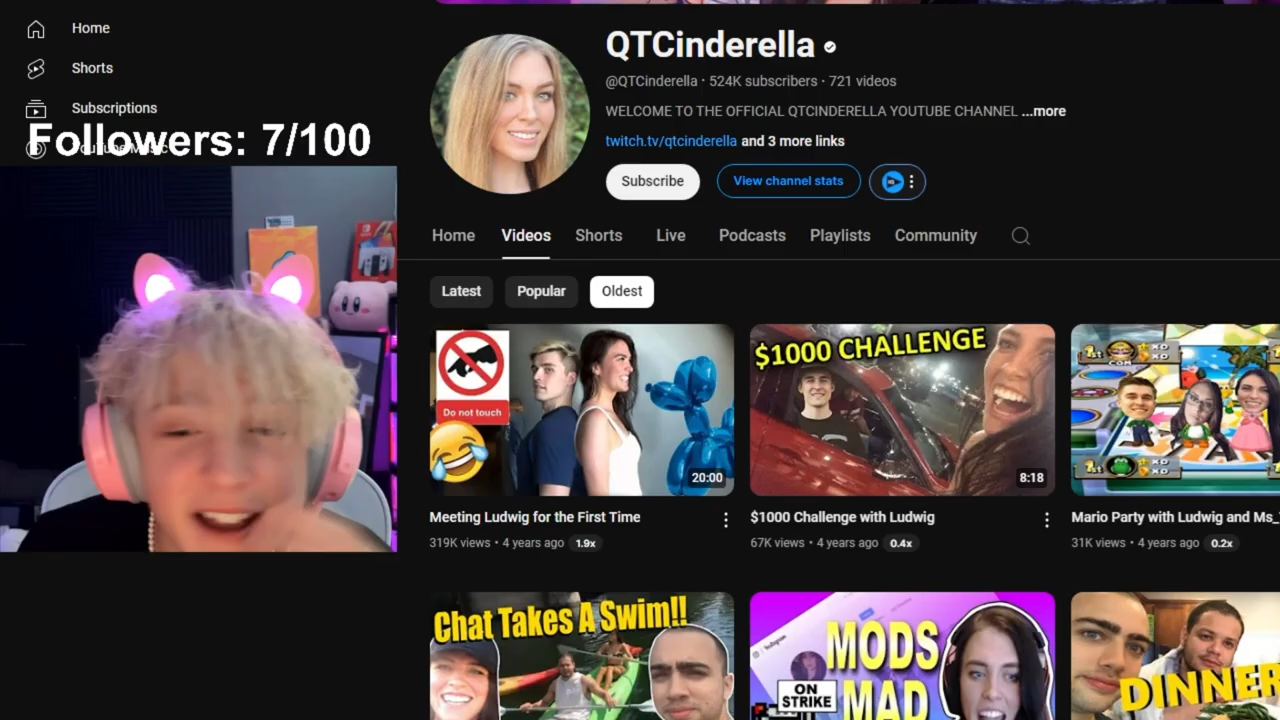 Home
Shorts
Subscriptions
Followers: 7/100
QTCinderella
@QTCinderella • 524K subscribers • 721 videos
WELCOME TO THE OFFICIAL QTCINDERELLA YOUTUBE CHANNEL ...more
twitch.tv/qtcinderella and 3 more links
Subscribe
View channel stats
Home Videos Shorts Live Podcasts Playlists Community
Latest Popular Oldest
Do not touch
20:00
$1000 CHALLENGE
8:18
1st
COM
1st
Meeting Ludwig for the First Time
319K views • 4 years ago 1.9x
$1000 Challenge with Ludwig
67K views • 4 years ago 0.4x
Mario Party with Ludwig and Ms_
31K views • 4 years ago 0.2x
Chat Takes A Swim!!
MODS
MAD
ON
STRIKE
DINNER